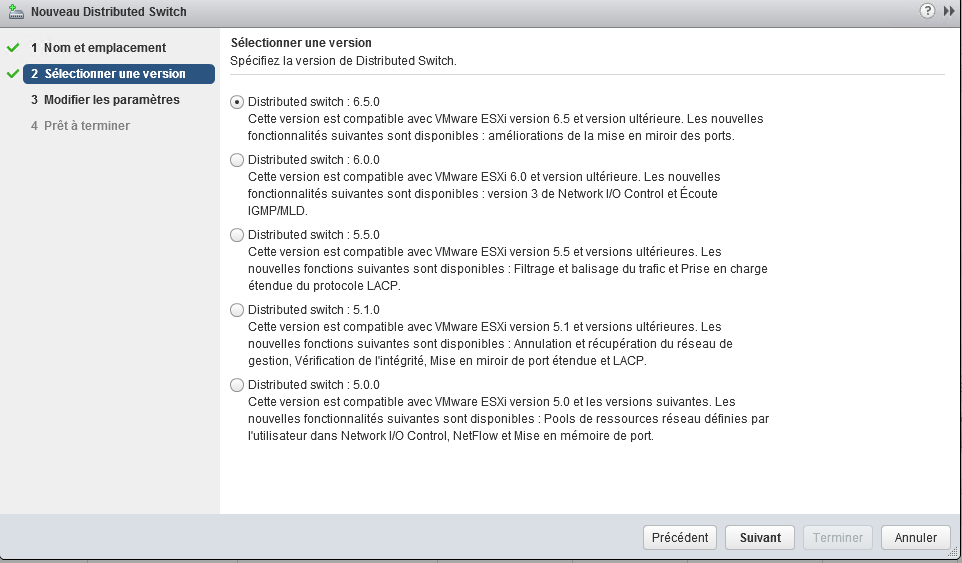 Nouveau Distributed Switch
1 Nom et emplacement
2 Sélectionner une version
3 Modifier les paramètres
4 Prêt à terminer
Sélectionner une version
Spécifiez la version de Distributed Switch.
Distributed switch : 6.5.0
Cette version est compatible avec VMware ESXi version 6.5 et version ultérieure. Les nouvelles
fonctionnalités suivantes sont disponibles : améliorations de la mise en miroir des ports.
Distributed switch : 6.0.0
Cette version est compatible avec VMware ESXi 6.0 et version ultérieure. Les nouvelles
fonctionnalités suivantes sont disponibles : version 3 de Network I/O Control et Écoute
IGMP/MLD.
Distributed switch : 5.5.0
Cette version est compatible avec VMware ESXi version 5.5 et versions ultérieures. Les
nouvelles fonctions suivantes sont disponibles : Filtrage et balisage du trafic et Prise en charge
étendue du protocole LACP.
Distributed switch : 5.1.0
Cette version est compatible avec VMware ESXi version 5.1 et versions ultérieures. Les
nouvelles fonctions suivantes sont disponibles : Annulation et récupération du réseau de
gestion, Vérification de l'intégrité, Mise en miroir de port étendue et LACP.
Distributed switch : 5.0.0
Cette version est compatible avec VMware ESXi version 5.0 et les versions suivantes. Les
nouvelles fonctionnalités suivantes sont disponibles : Pools de ressources réseau définies par
l'utilisateur dans Network I/O Control, NetFlow et Mise en mémoire de port.
Précédent Suivant Terminer Annuler